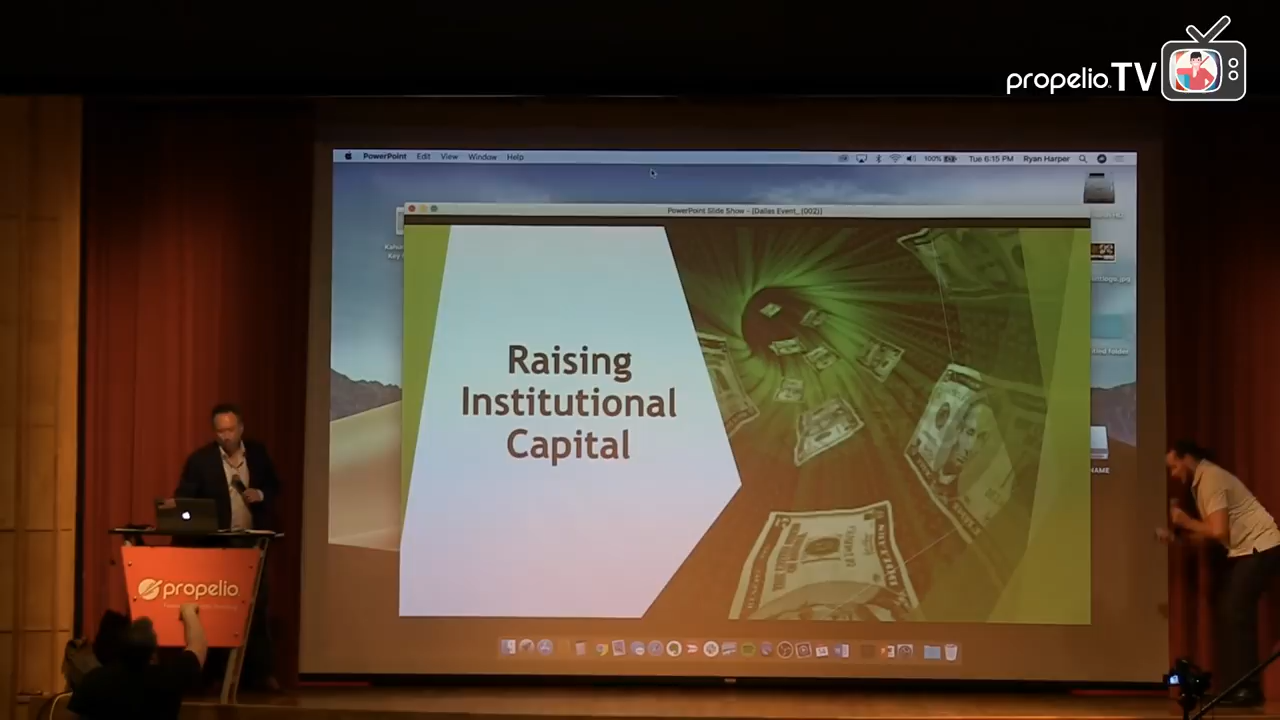 propelio TV
PowerPoint Edit View Window Help
100% Tue 6:15 PM Ryan Harper
PowerPoint Slide Show - [Dallas Event_ (002)]
Raising
Institutional
Capital
propelio